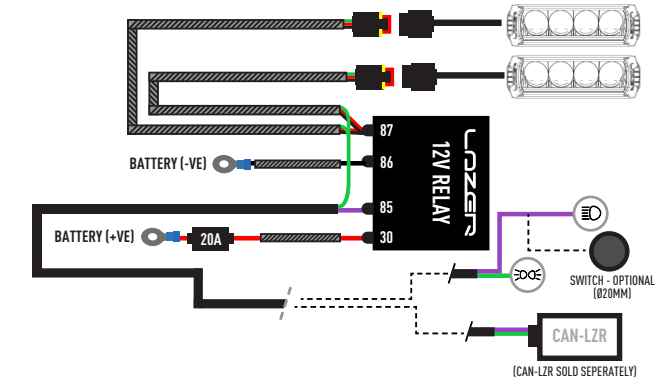 87
BATTERY (-VE)
86
LAZER
12V RELAY
85
BATTERY (+VE)
20A
30
SWITCH - OPTIONAL
(Ø20MM)
CAN-LZR
(CAN-LZR SOLD SEPERATELY)